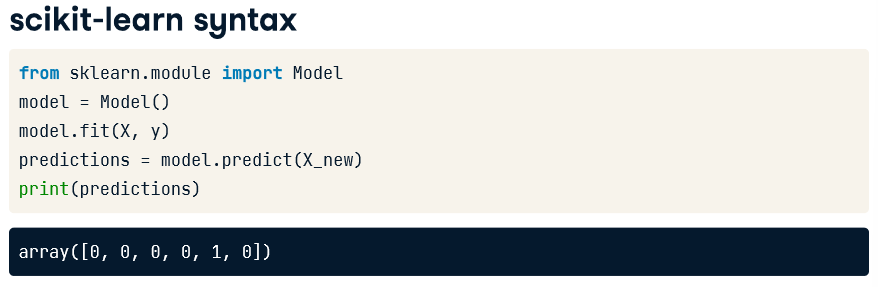 scikit-learn syntax
from sklearn.module import Model
model = Model()
model.fit(X, y)
predictions = model.predict(X_new)
print(predictions)
array([0, 0, 0, 0, 1, 0])